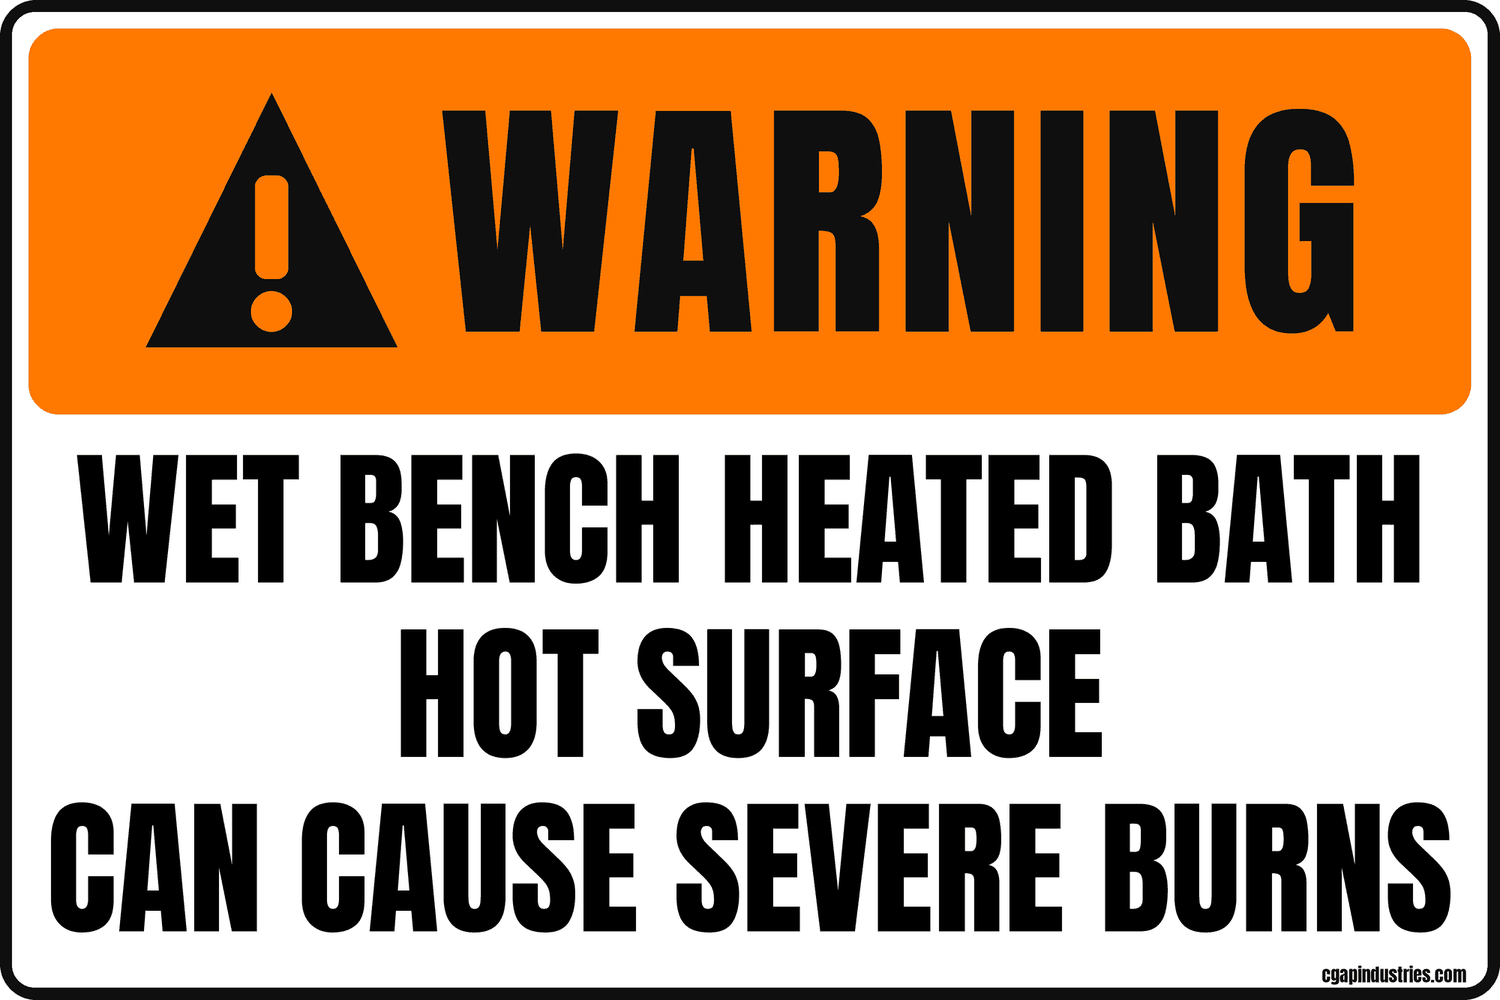 WARNING
WET BENCH HEATED BATH
HOT SURFACE
CAN CAUSE SEVERE BURNS
cgapindustries.com